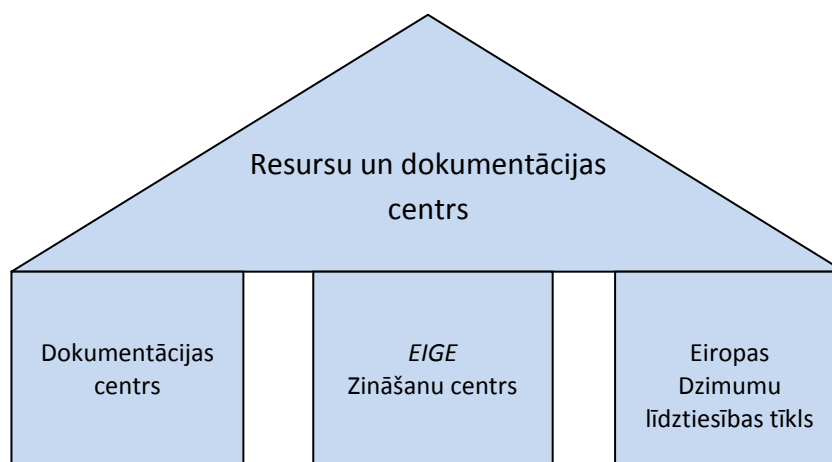 Resursu un dokumentācijas
centrs
Dokumentācijas
centrs
EIGE
Zināšanu centrs
Eiropas
Dzimumu
līdztiesības tīkls